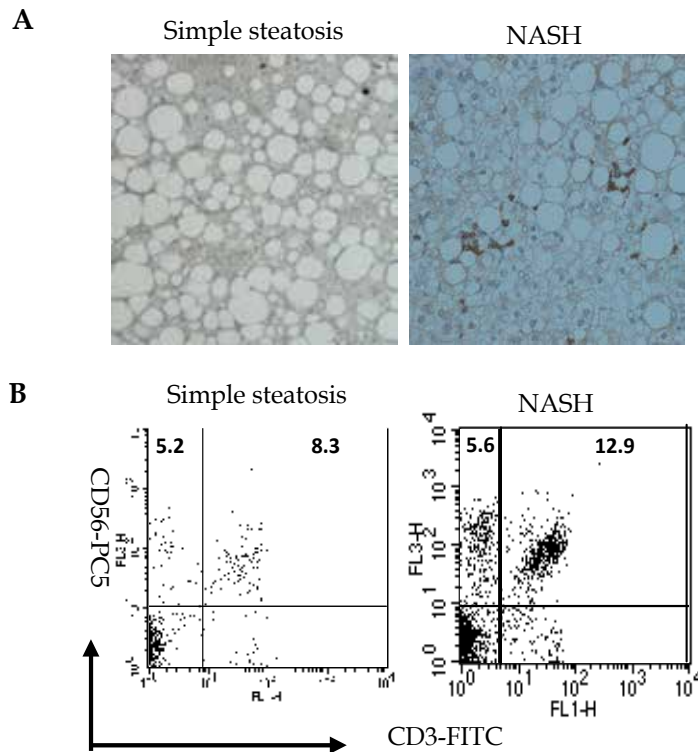 A
Simple steatosis
NASH
B
Simple steatosis
NASH
CD56-PC5
5.2
8.3
5.6
12.9
10^4
10^3
10^2
10^1
10^0
FL3-H
10^0 10^1 10^2 10^3 10^4
FL1-H
CD3-FITC